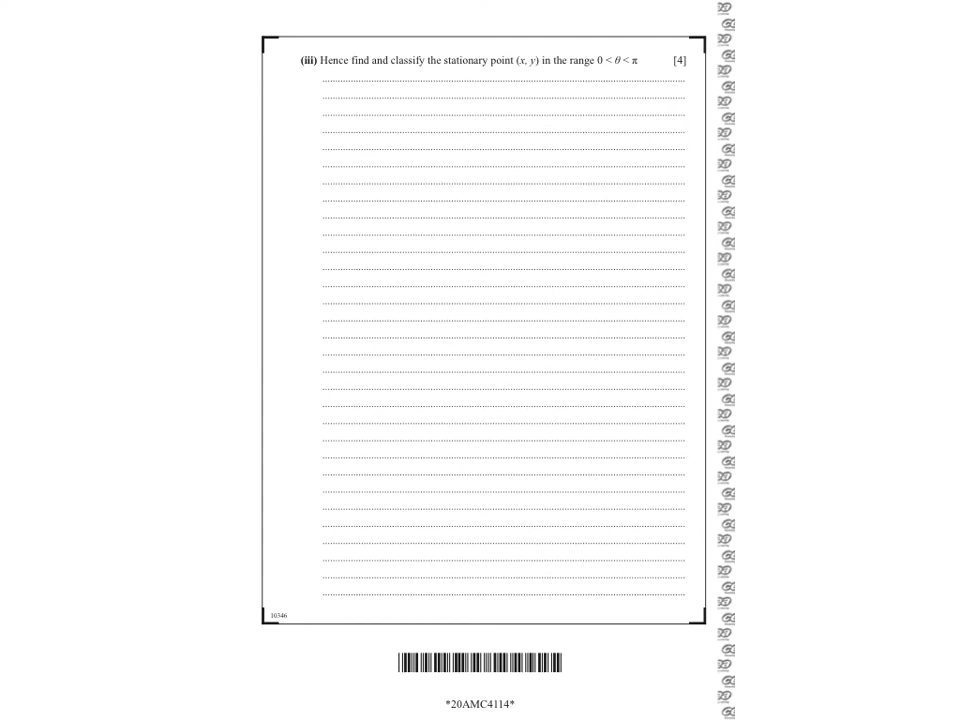 (iii) Hence find and classify the stationary point (x, y) in the range 0 < θ < π [4]
10346
*20AMC4114*